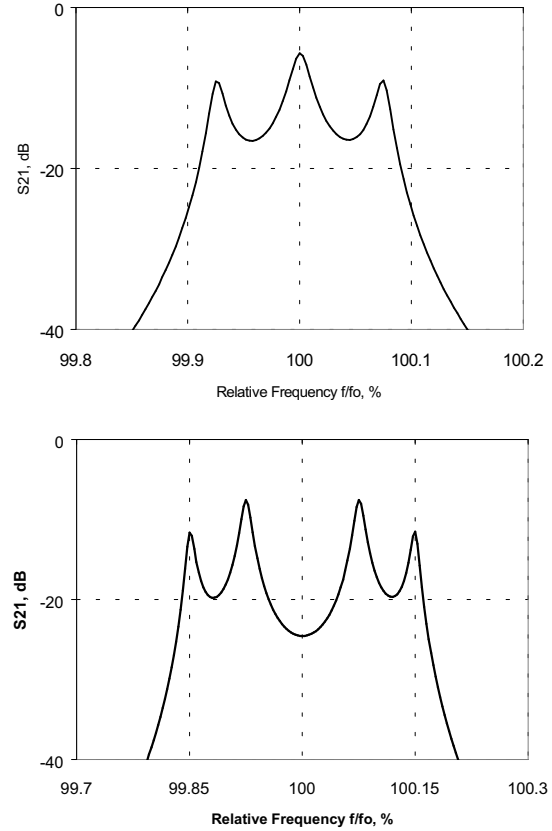 0
-20
-40
S21, dB
99.8 99.9 100 100.1 100.2
Relative Frequency f/fo, %
0
-20
-40
S21, dB
99.7 99.85 100 100.15 100.3
Relative Frequency f/fo, %